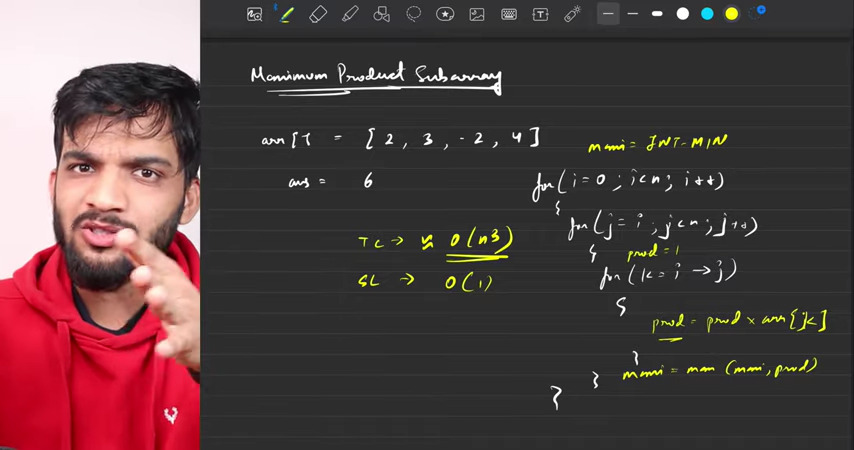 Maximum Product Subarray
arr[] = [2, 3, -2, 4]
ans = 6
TC → ≈ O(n3)
SC → O(1)
maxi = INT-MIN
for(i=0; i<n; i++)
{
for(j=i; j<n; j++)
{
prod=1
for(k=i → j)
{
prod = prod × arr[k]
}
maxi = max (maxi, prod)
}
}